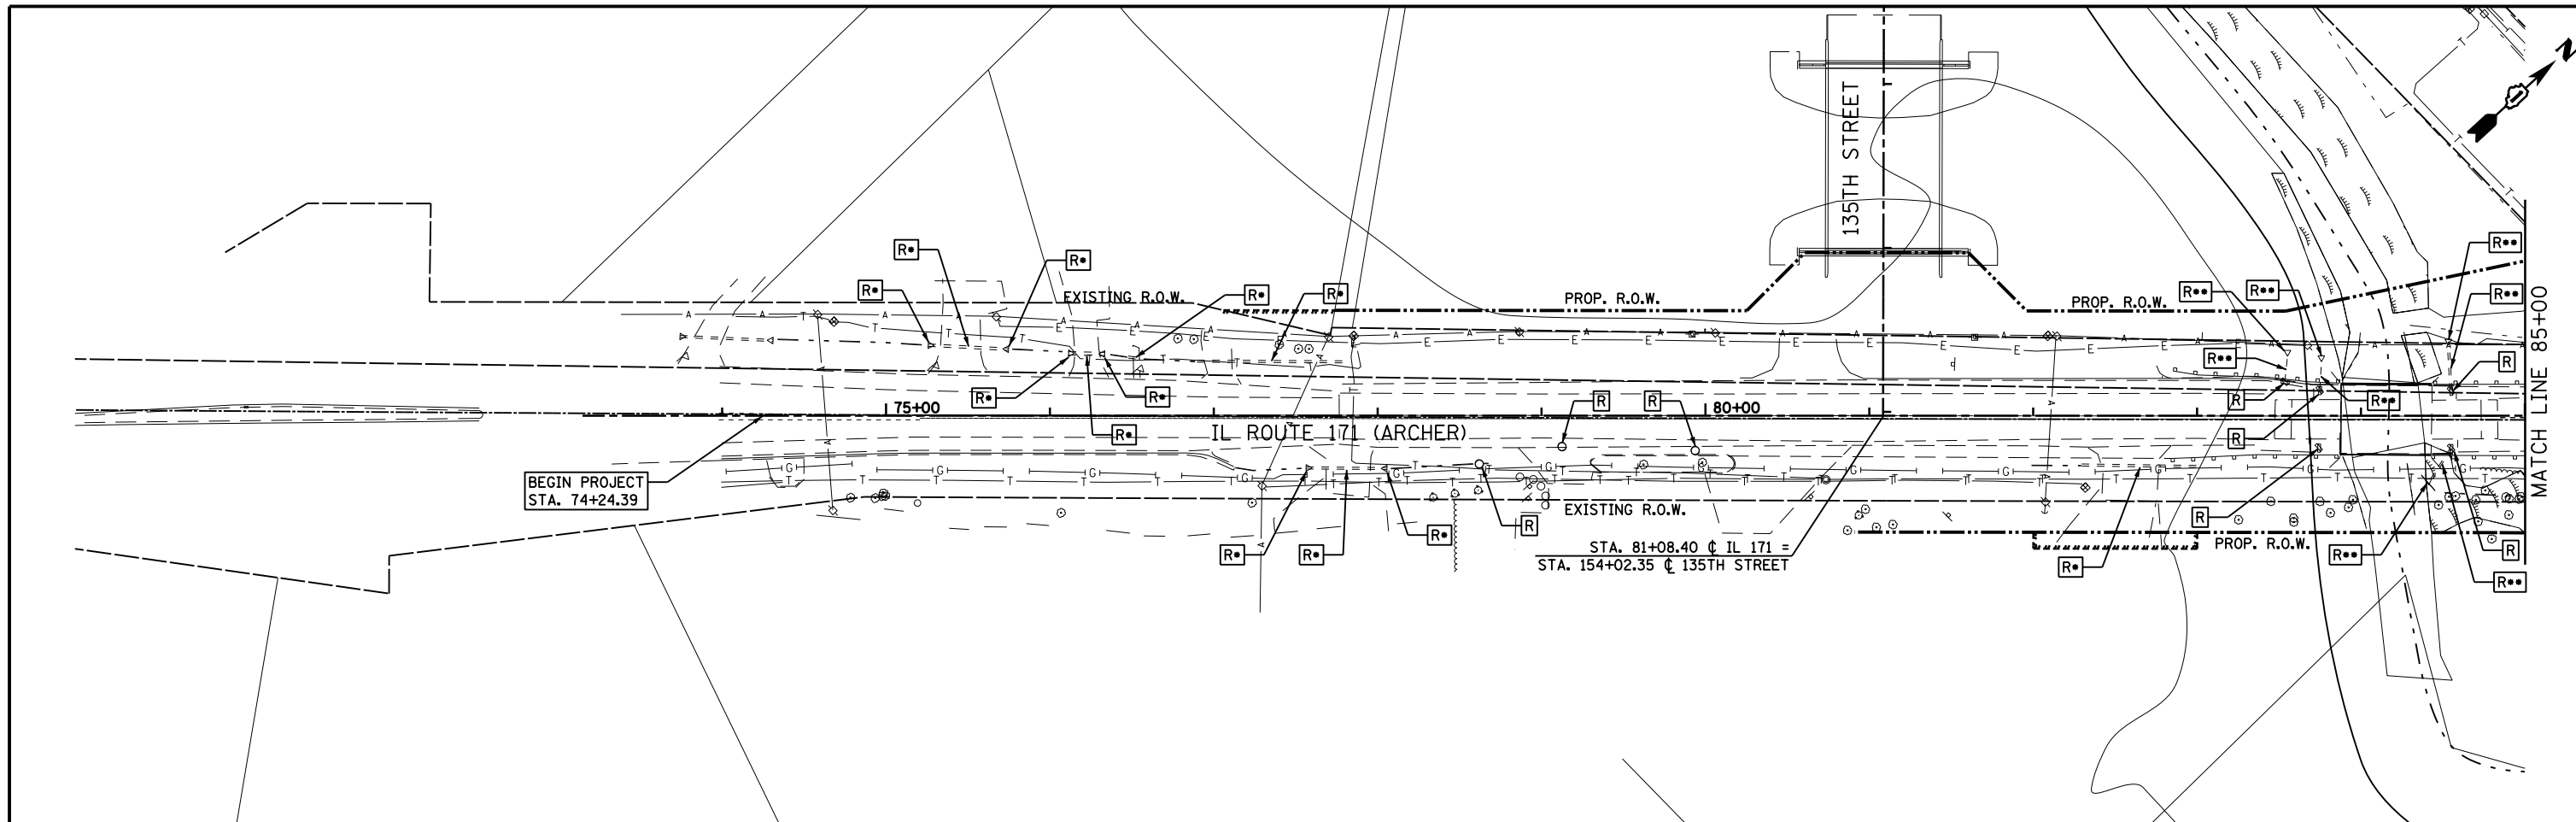 N
135TH STREET
R**
R*
R*
R*
EXISTING R.O.W.
R*
R*
PROP. R.O.W.
PROP. R.O.W.
R**
R**
R**
MATCH LINE 85+00
R**
R
R*
R*
R
R
R
R**
75+00
80+00
R*
IL ROUTE 171 (ARCHER)
R
BEGIN PROJECT
STA. 74+24.39
EXISTING R.O.W.
R
R
R*
R*
R*
STA. 81+08.40 ℄ IL 171 =
STA. 154+02.35 ℄ 135TH STREET
R*
PROP. R.O.W.
R**
R
R**